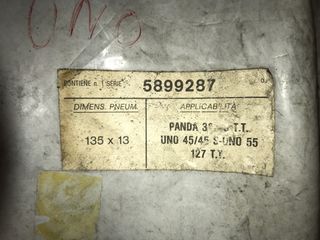 UNO
CONTIENE n. 1 SERIE 5899287
DIMENS. PNEUM. APPLICABILITÀ
135 x 13
PANDA T.T.
UNO 45/45 S-UNO 55
127 T.T.